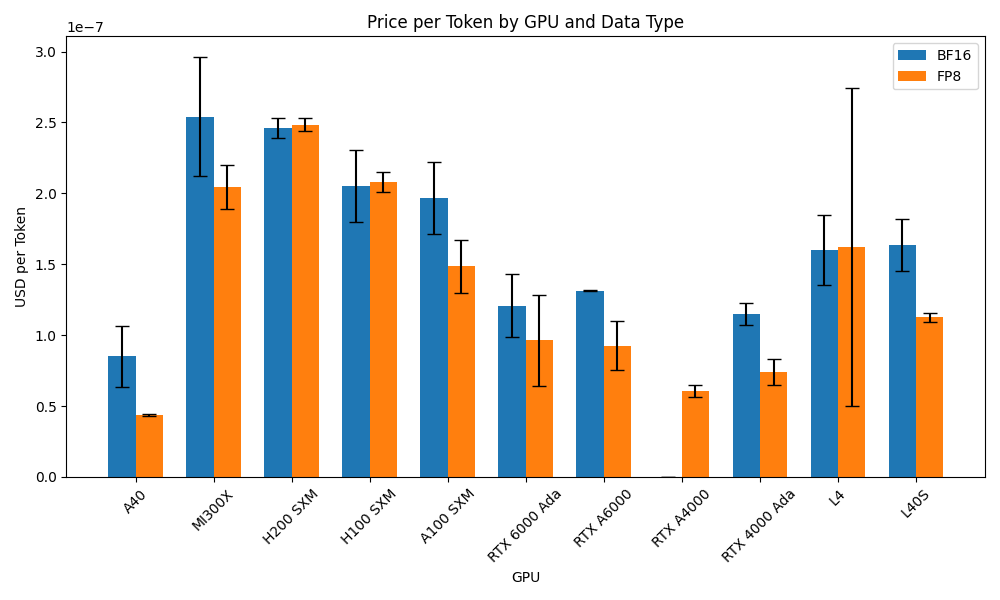 Price per Token by GPU and Data Type
1e−7
BF16
FP8
3.0
2.5
2.0
1.5
1.0
0.5
0.0
USD per Token
A40
MI300X
H200 SXM
H100 SXM
A100 SXM
RTX 6000 Ada
RTX A6000
RTX A4000
RTX 4000 Ada
L4
L40S
GPU